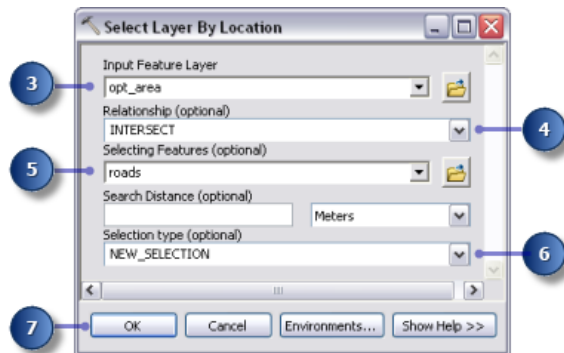 Select Layer By Location
Input Feature Layer
3
opt_area
Relationship (optional)
INTERSECT
4
Selecting Features (optional)
5
roads
Search Distance (optional)
Meters
Selection type (optional)
NEW_SELECTION
6
7
OK Cancel Environments... Show Help >>